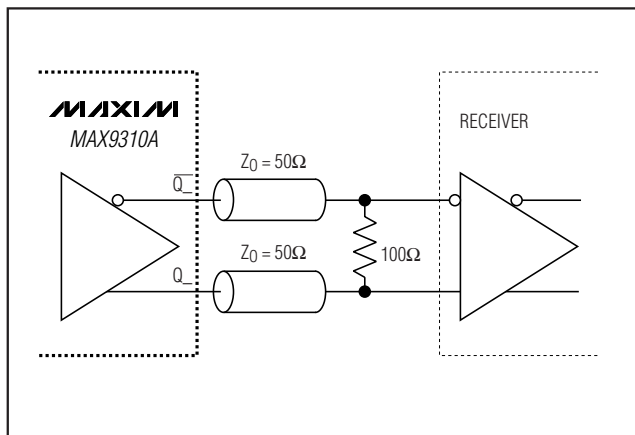 MAXIM
MAX9310A
RECEIVER
Z0 = 50Ω
Q_
Z0 = 50Ω
100Ω
Q_